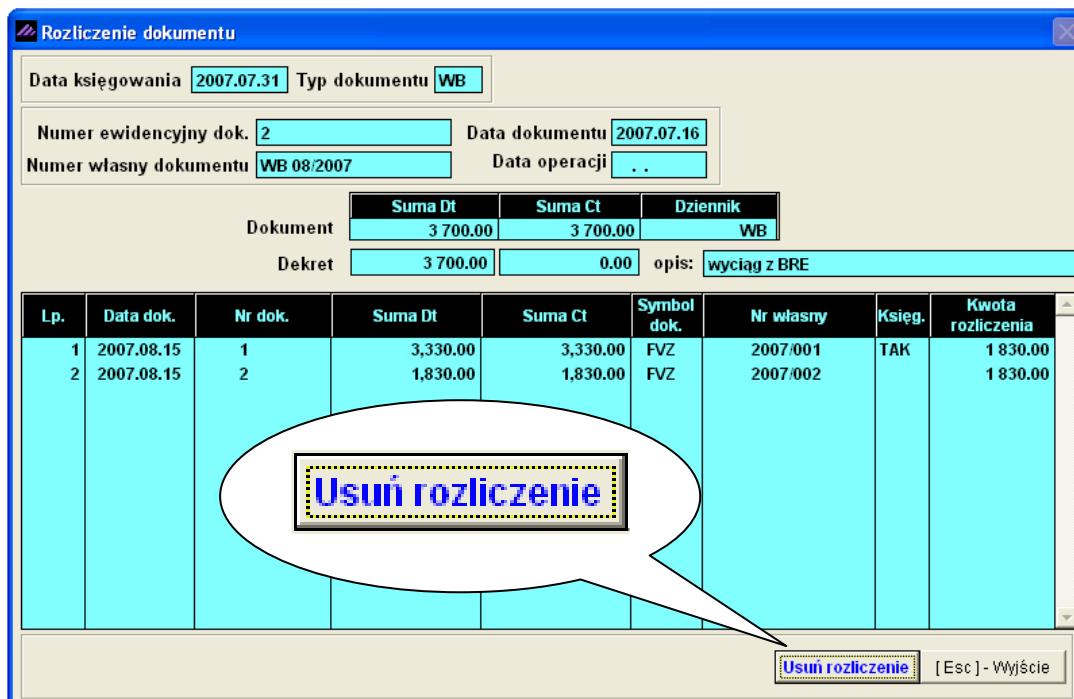 Rozliczenie dokumentu
Data księgowania 2007.07.31 Typ dokumentu WB
Numer ewidencyjny dok. 2 Data dokumentu 2007.07.16
Numer własny dokumentu WB 08/2007 Data operacji . .
Suma Dt Suma Ct Dziennik
Dokument 3 700.00 3 700.00 WB
Dekret 3 700.00 0.00 opis: wyciąg z BRE
Lp. Data dok. Nr dok. Suma Dt Suma Ct Symbol dok. Nr własny Księg. Kwota rozliczenia
1 2007.08.15 1 3,330.00 3,330.00 FVZ 2007/001 TAK 1 830.00
2 2007.08.15 2 1,830.00 1,830.00 FVZ 2007/002 1 830.00
Usuń rozliczenie
Usuń rozliczenie [ Esc ] - Wyjście